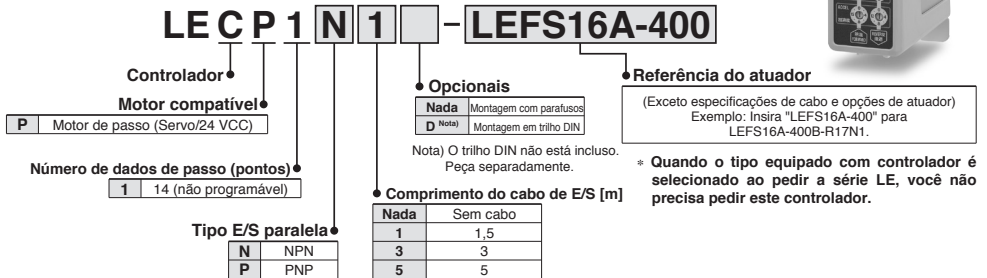 LECP1N1 – LEFS16A-400
Controlador
Motor compatível
P Motor de passo (Servo/24 VCC)
Número de dados de passo (pontos)
1 14 (não programável)
Tipo E/S paralela
N NPN
P PNP
Opcionais
Nada Montagem com parafusos
D Nota) Montagem em trilho DIN
Nota) O trilho DIN não está incluso.
Peça separadamente.
Comprimento do cabo de E/S [m]
Nada Sem cabo
1 1,5
3 3
5 5
Referência do atuador
(Exceto especificações de cabo e opções de atuador)
Exemplo: Insira "LEFS16A-400" para
LEFS16A-400B-R17N1.
* Quando o tipo equipado com controlador é
selecionado ao pedir a série LE, você não
precisa pedir este controlador.